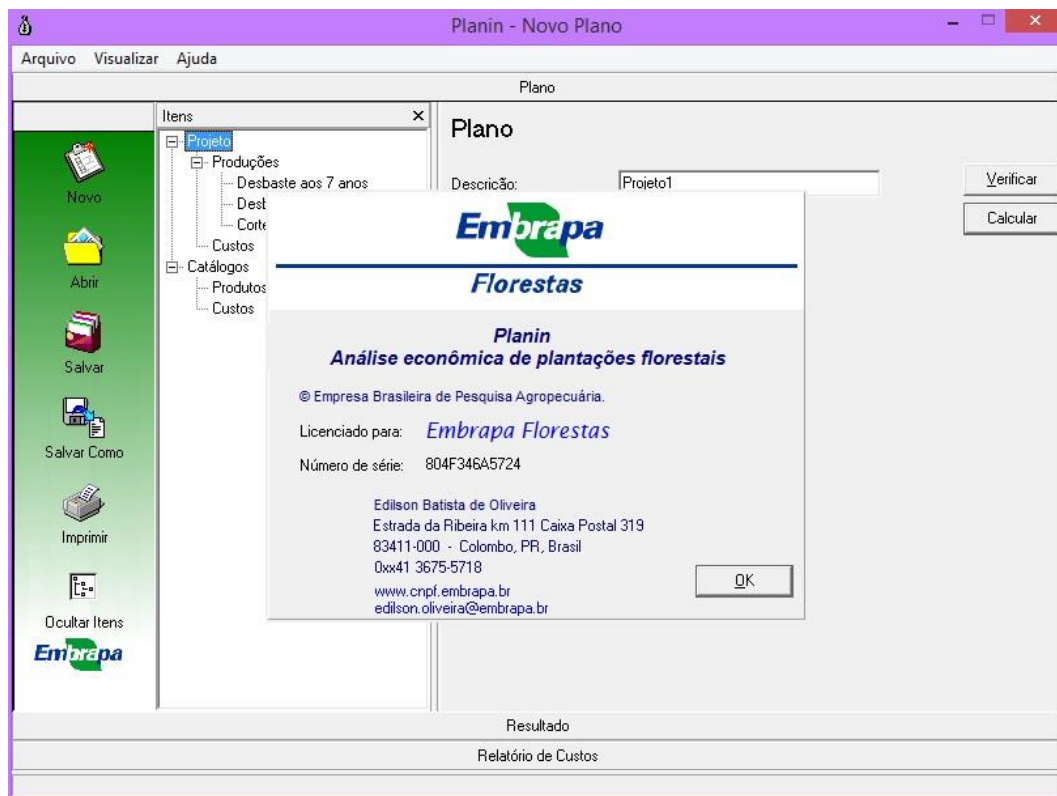 Planin - Novo Plano
Arquivo Visualizar Ajuda
Plano
Novo
Abrir
Salvar
Salvar Como
Imprimir
Ocultar Itens
Embrapa
Itens
Projeto
Produções
Desbaste aos 7 anos
Custos
Catálogos
Produtos
Custos
Plano
Descrição: Projeto1
Verificar
Calcular
Embrapa
Florestas
Planin
Análise econômica de plantações florestais
© Empresa Brasileira de Pesquisa Agropecuária.
Licenciado para: Embrapa Florestas
Número de série: 804F346A5724
Edilson Batista de Oliveira
Estrada da Ribeira km 111 Caixa Postal 319
83411-000 - Colombo, PR, Brasil
0xx41 3675-5718
www.cnpf.embrapa.br
edilson.oliveira@embrapa.br
OK
Resultado
Relatório de Custos